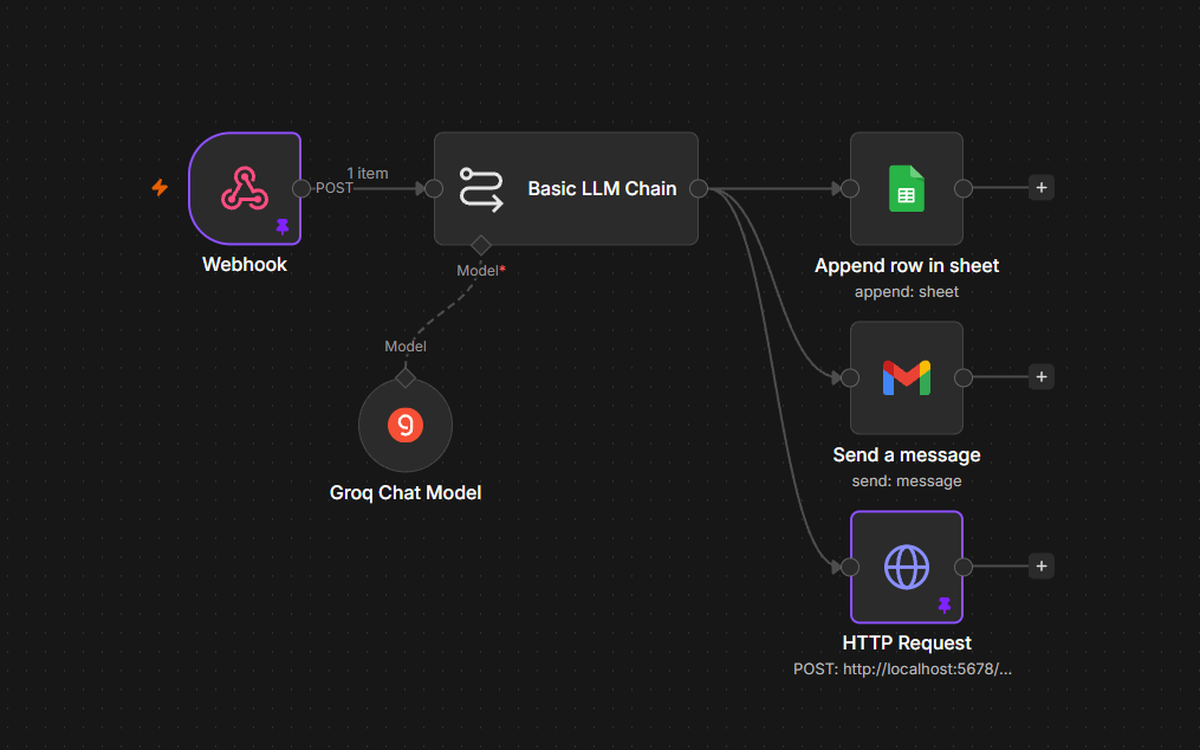 1 item
POST
Basic LLM Chain
Webhook
Model*
Model
Groq Chat Model
Append row in sheet
append: sheet
Send a message
send: message
HTTP Request
POST: http://localhost:5678/...